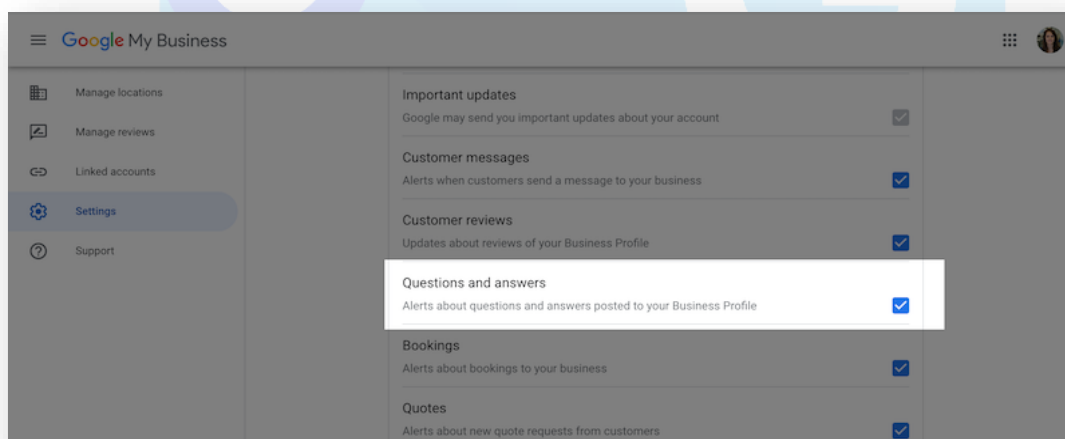 Google My Business
Manage locations
Manage reviews
Linked accounts
Settings
Support
Important updates
Google may send you important updates about your account
Customer messages
Alerts when customers send a message to your business
Customer reviews
Updates about reviews of your Business Profile
Questions and answers
Alerts about questions and answers posted to your Business Profile
Bookings
Alerts about bookings to your business
Quotes
Alerts about new quote requests from customers